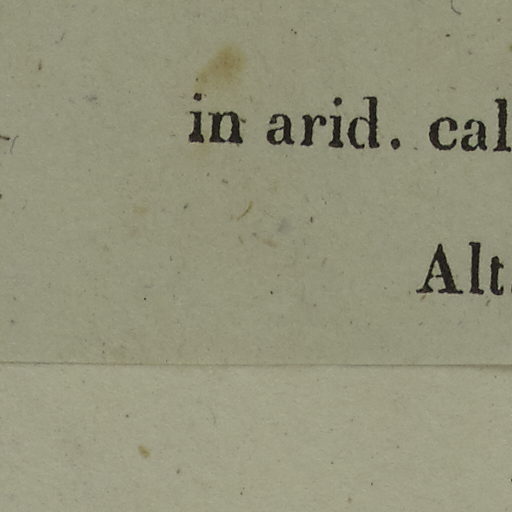 in arid. cal
Alt.